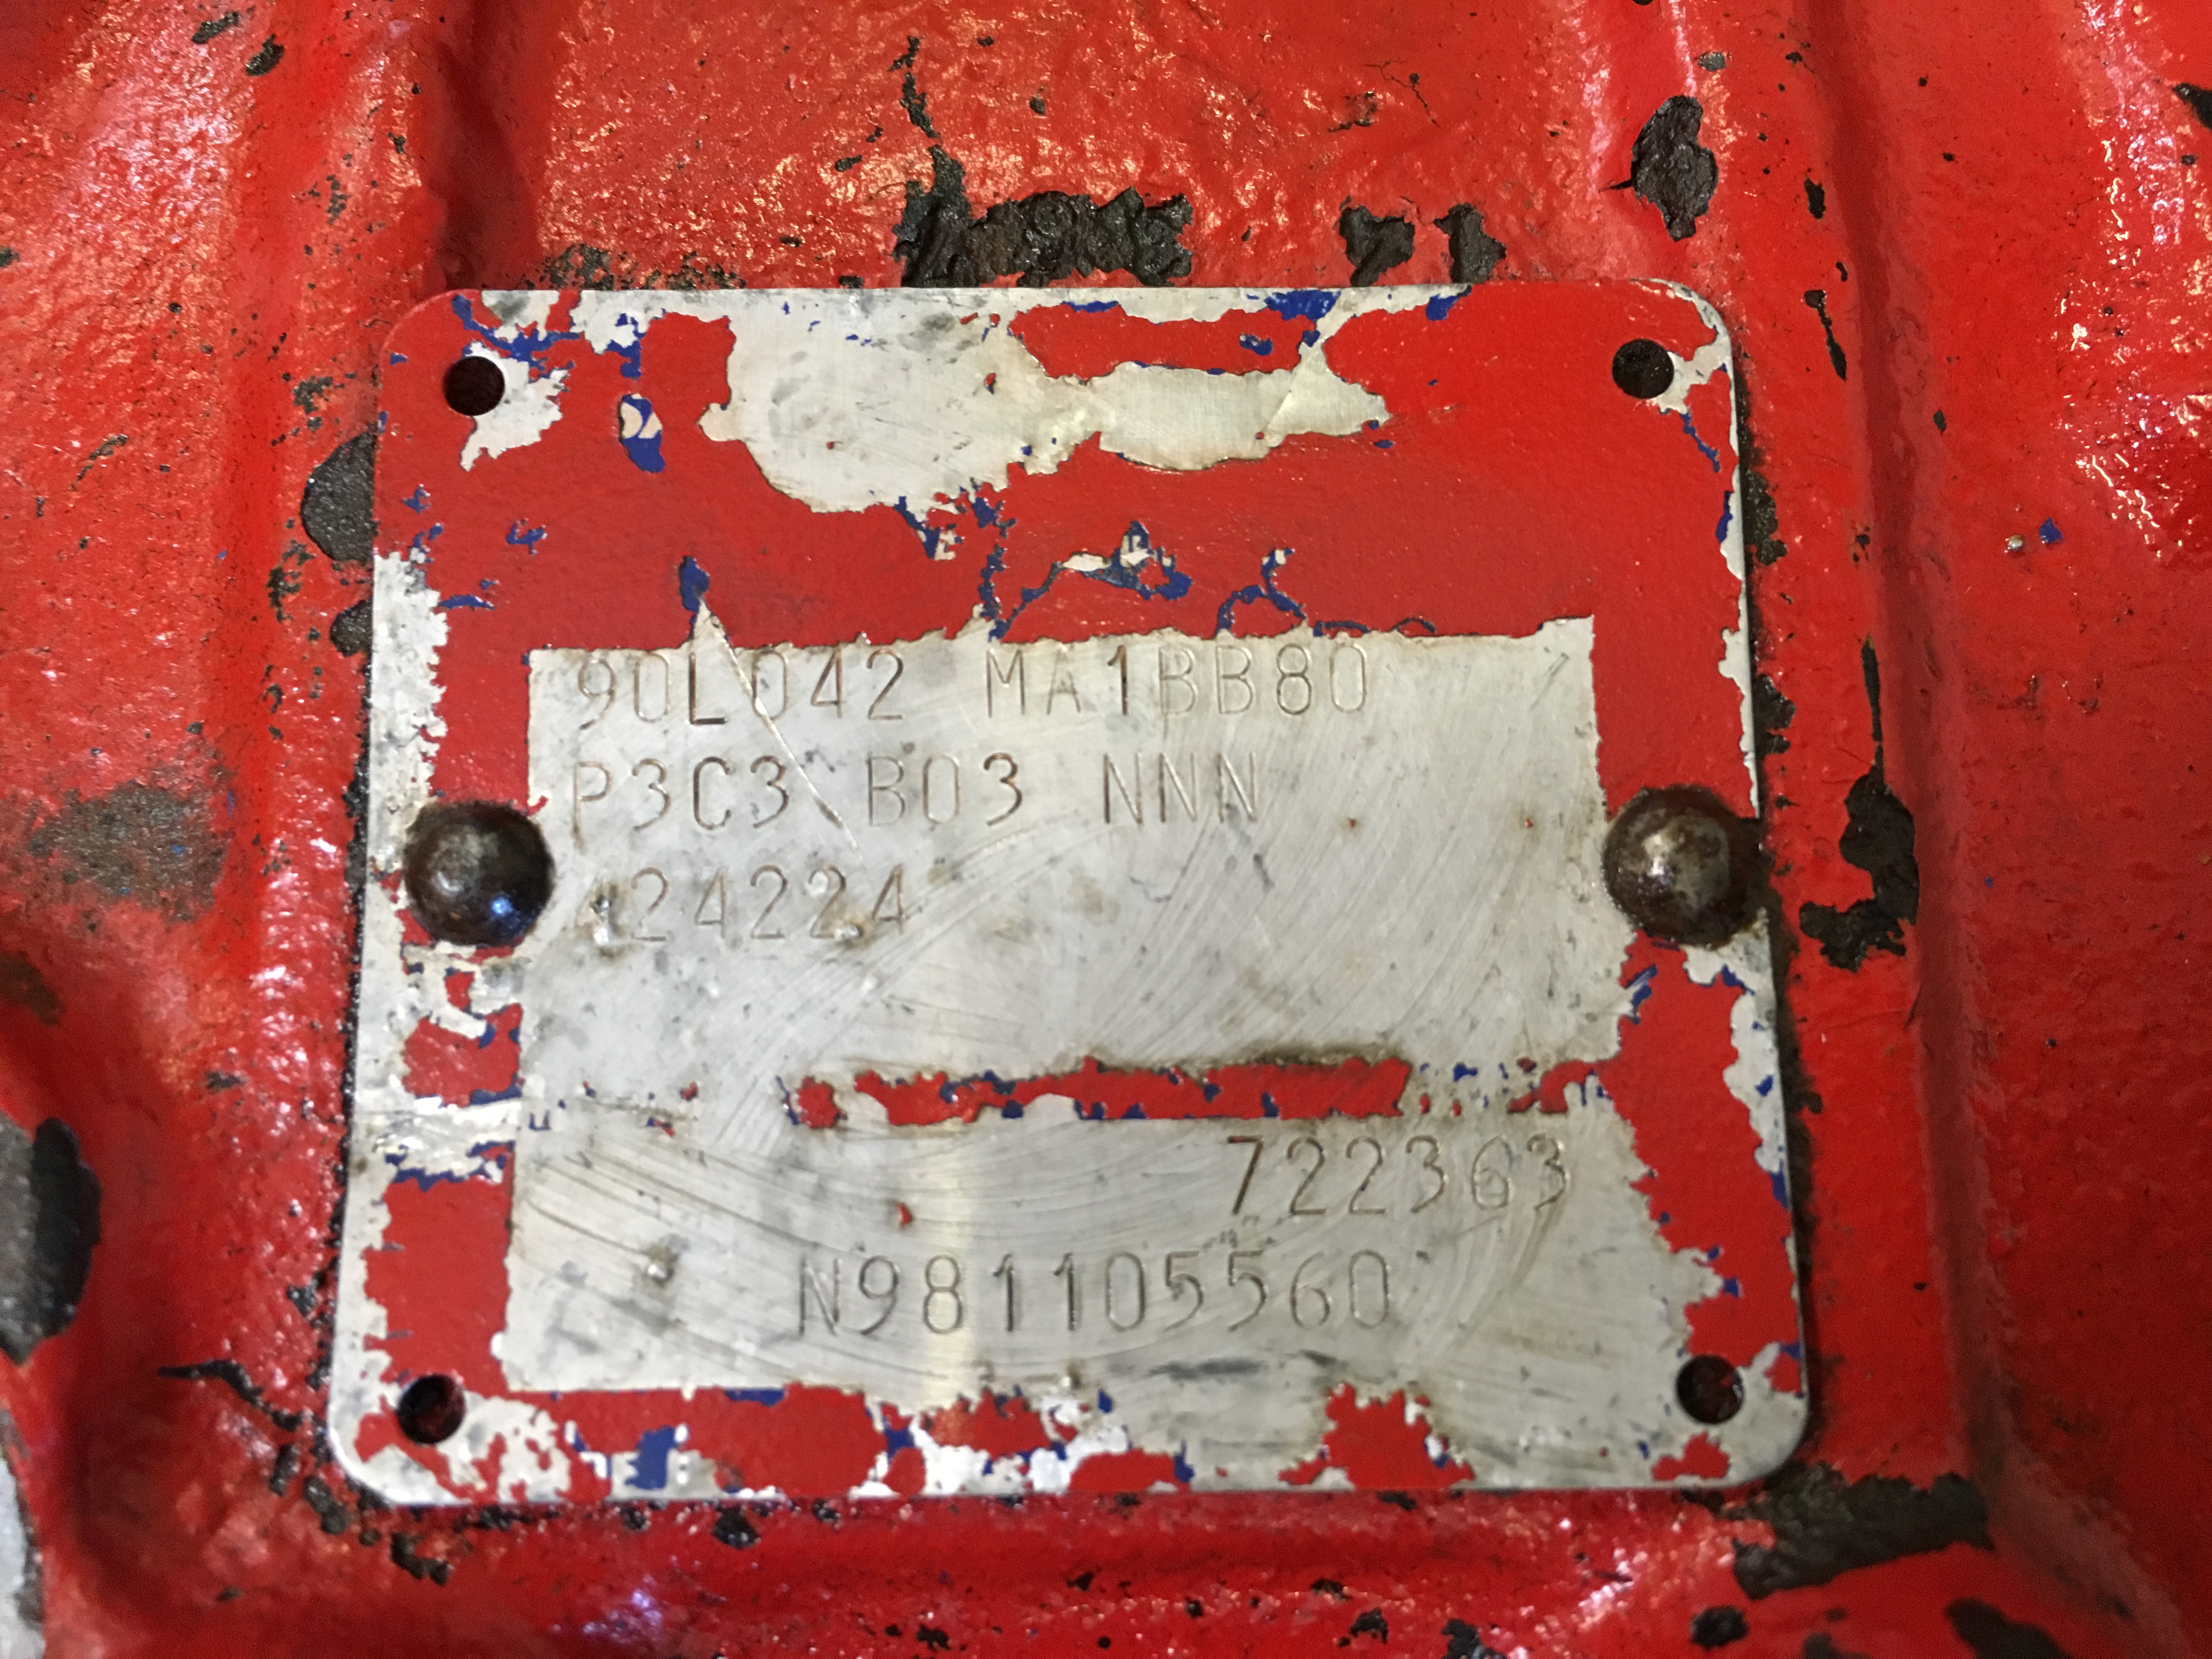 90L042 MA1BB80
P3C3 B03 NNN
424224
722363
N981105560